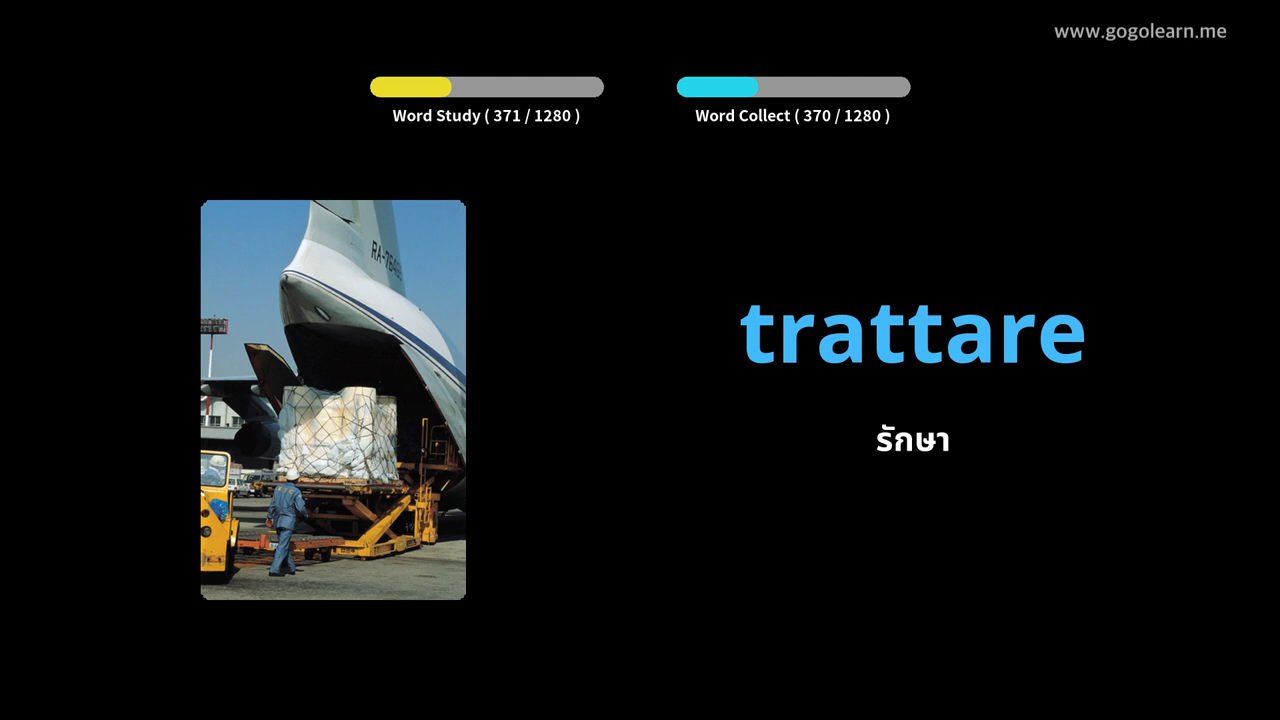 www.gogolearn.me
Word Study ( 371 / 1280 )
Word Collect ( 370 / 1280 )
trattare
รักษา